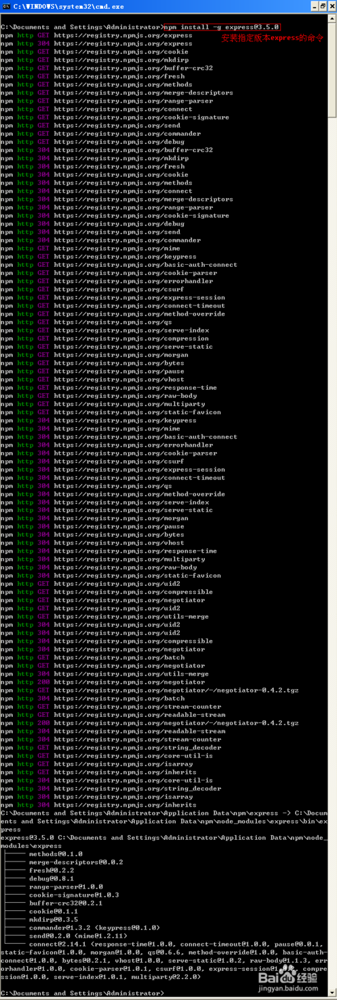 C:\WINDOWS\system32\cmd.exe
C:\Documents and Settings\Administrator>npm install -g express@3.5.0
安装指定版本express的命令
npm http GET https://registry.npmjs.org/express
npm http 304 https://registry.npmjs.org/express
npm http GET https://registry.npmjs.org/cookie
npm http GET https://registry.npmjs.org/mkdirp
npm http GET https://registry.npmjs.org/buffer-crc32
npm http GET https://registry.npmjs.org/fresh
npm http GET https://registry.npmjs.org/methods
npm http GET https://registry.npmjs.org/merge-descriptors
npm http GET https://registry.npmjs.org/range-parser
npm http GET https://registry.npmjs.org/connect
npm http GET https://registry.npmjs.org/cookie-signature
npm http GET https://registry.npmjs.org/send
npm http GET https://registry.npmjs.org/commander
npm http GET https://registry.npmjs.org/debug
npm http 304 https://registry.npmjs.org/buffer-crc32
npm http 304 https://registry.npmjs.org/mkdirp
npm http 304 https://registry.npmjs.org/fresh
npm http 304 https://registry.npmjs.org/cookie
npm http 304 https://registry.npmjs.org/methods
npm http 304 https://registry.npmjs.org/connect
npm http 304 https://registry.npmjs.org/merge-descriptors
npm http 304 https://registry.npmjs.org/range-parser
npm http 304 https://registry.npmjs.org/cookie-signature
npm http 304 https://registry.npmjs.org/debug
npm http 304 https://registry.npmjs.org/send
npm http 304 https://registry.npmjs.org/commander
npm http GET https://registry.npmjs.org/mime
npm http GET https://registry.npmjs.org/keypress
npm http GET https://registry.npmjs.org/basic-auth-connect
npm http GET https://registry.npmjs.org/cookie-parser
npm http GET https://registry.npmjs.org/errorhandler
npm http GET https://registry.npmjs.org/csurf
npm http GET https://registry.npmjs.org/express-session
npm http GET https://registry.npmjs.org/connect-timeout
npm http GET https://registry.npmjs.org/method-override
npm http GET https://registry.npmjs.org/qs
npm http GET https://registry.npmjs.org/serve-index
npm http GET https://registry.npmjs.org/compression
npm http GET https://registry.npmjs.org/serve-static
npm http GET https://registry.npmjs.org/morgan
npm http GET https://registry.npmjs.org/bytes
npm http GET https://registry.npmjs.org/pause
npm http GET https://registry.npmjs.org/vhost
npm http GET https://registry.npmjs.org/response-time
npm http GET https://registry.npmjs.org/raw-body
npm http GET https://registry.npmjs.org/multiparty
npm http GET https://registry.npmjs.org/static-favicon
npm http 304 https://registry.npmjs.org/keypress
npm http 304 https://registry.npmjs.org/mime
npm http 304 https://registry.npmjs.org/basic-auth-connect
npm http 304 https://registry.npmjs.org/errorhandler
npm http 304 https://registry.npmjs.org/cookie-parser
npm http 304 https://registry.npmjs.org/csurf
npm http 304 https://registry.npmjs.org/express-session
npm http 304 https://registry.npmjs.org/connect-timeout
npm http 304 https://registry.npmjs.org/qs
npm http 304 https://registry.npmjs.org/method-override
npm http 304 https://registry.npmjs.org/serve-index
npm http 304 https://registry.npmjs.org/serve-static
npm http 304 https://registry.npmjs.org/morgan
npm http 304 https://registry.npmjs.org/pause
npm http 304 https://registry.npmjs.org/bytes
npm http 304 https://registry.npmjs.org/vhost
npm http 304 https://registry.npmjs.org/response-time
npm http 304 https://registry.npmjs.org/multiparty
npm http 304 https://registry.npmjs.org/raw-body
npm http 304 https://registry.npmjs.org/static-favicon
npm http GET https://registry.npmjs.org/uid2
npm http GET https://registry.npmjs.org/compressible
npm http GET https://registry.npmjs.org/negotiator
npm http GET https://registry.npmjs.org/uid2
npm http GET https://registry.npmjs.org/utils-merge
npm http 304 https://registry.npmjs.org/uid2
npm http 304 https://registry.npmjs.org/uid2
npm http 304 https://registry.npmjs.org/compressible
npm http 304 https://registry.npmjs.org/negotiator
npm http GET https://registry.npmjs.org/batch
npm http GET https://registry.npmjs.org/negotiator
npm http 304 https://registry.npmjs.org/utils-merge
npm http 200 https://registry.npmjs.org/negotiator
npm http GET https://registry.npmjs.org/negotiator/-/negotiator-0.4.2.tgz
npm http 304 https://registry.npmjs.org/batch
npm http GET https://registry.npmjs.org/stream-counter
npm http GET https://registry.npmjs.org/readable-stream
npm http 200 https://registry.npmjs.org/negotiator/-/negotiator-0.4.2.tgz
npm http 304 https://registry.npmjs.org/readable-stream
npm http 304 https://registry.npmjs.org/stream-counter
npm http GET https://registry.npmjs.org/string_decoder
npm http GET https://registry.npmjs.org/core-util-is
npm http GET https://registry.npmjs.org/isarray
npm http GET https://registry.npmjs.org/inherits
npm http 304 https://registry.npmjs.org/core-util-is
npm http 304 https://registry.npmjs.org/string_decoder
npm http 304 https://registry.npmjs.org/isarray
npm http 304 https://registry.npmjs.org/inherits
C:\Documents and Settings\Administrator\Application Data\npm\express -> C:\Docum
ents and Settings\Administrator\Application Data\npm\node_modules\express\bin\ex
press
express@3.5.0 C:\Documents and Settings\Administrator\Application Data\npm\node_
modules\express
methods@0.1.0
merge-descriptors@0.0.2
fresh@0.2.2
debug@0.8.1
range-parser@1.0.0
cookie-signature@1.0.3
buffer-crc32@0.2.1
cookie@0.1.1
mkdirp@0.3.5
commander@1.3.2 (keypress@0.1.0)
send@0.2.0 (mime@1.2.11)
connect@2.14.1 (response-time@1.0.0, connect-timeout@1.0.0, pause@0.0.1,
static-favicon@1.0.0, morgan@1.0.0, qs@0.6.6, method-override@1.0.0, basic-auth-
connect@1.0.0, bytes@0.2.1, vhost@1.0.0, serve-static@1.0.2, raw-body@1.1.3, err
orhandler@1.0.0, cookie-parser@1.0.1, csurf@1.0.0, express-session@1 compre
ssion@1.0.0, serve-index@1.0.1, multiparty@2.2.0)
C:\Documents and Settings\Administrator>
Baidu经验
jingyan.baidu.com